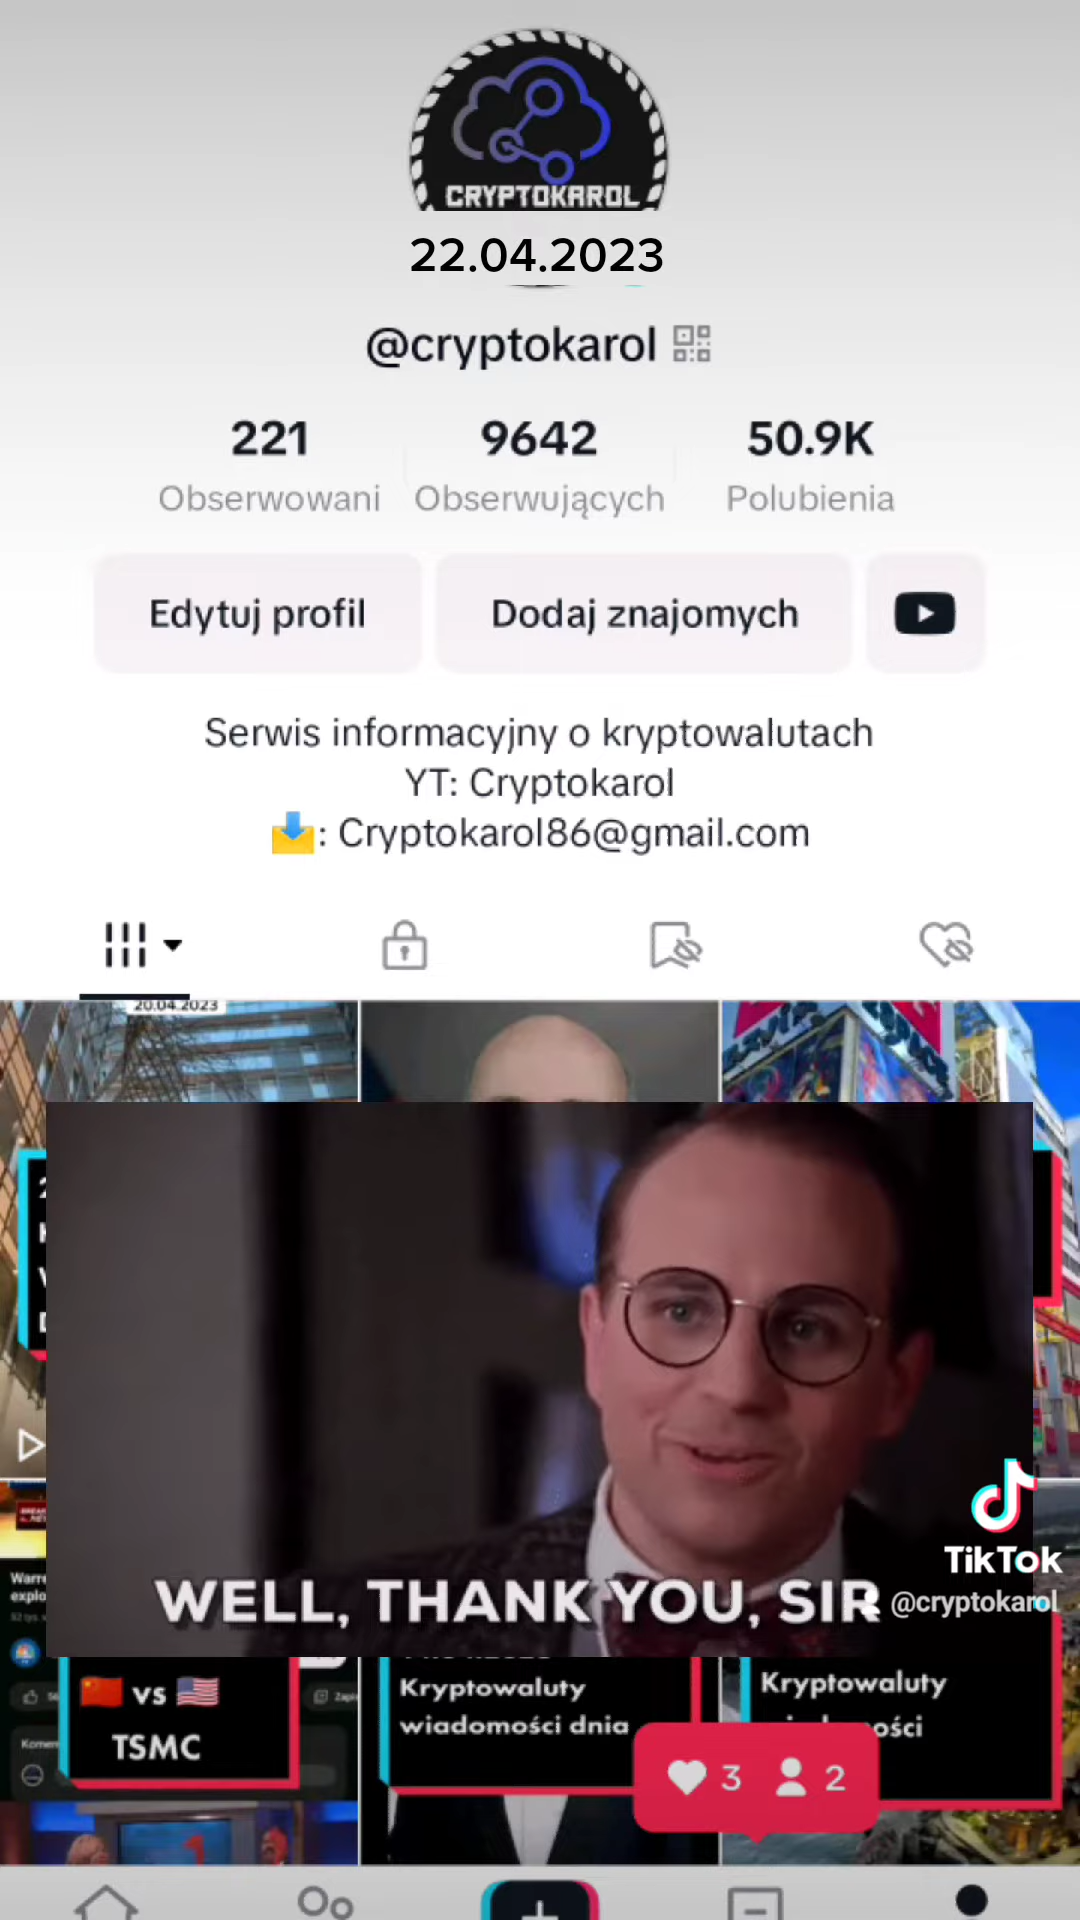 CRYPTOKAROL
22.04.2023
@cryptokarol
221 9642 50.9K
Obserwowani Obserwujących Polubienia
Edytuj profil Dodaj znajomych
Serwis informacyjny o kryptowalutach
YT: Cryptokarol
: Cryptokarol86@gmail.com
20.04.2023
WELL, THANK YOU, SIR
TikTok
@cryptokarol
Warre
explo
vs
TSMC
Kryptowaluty
wiadomości dnia
Kryptowaluty
3 2